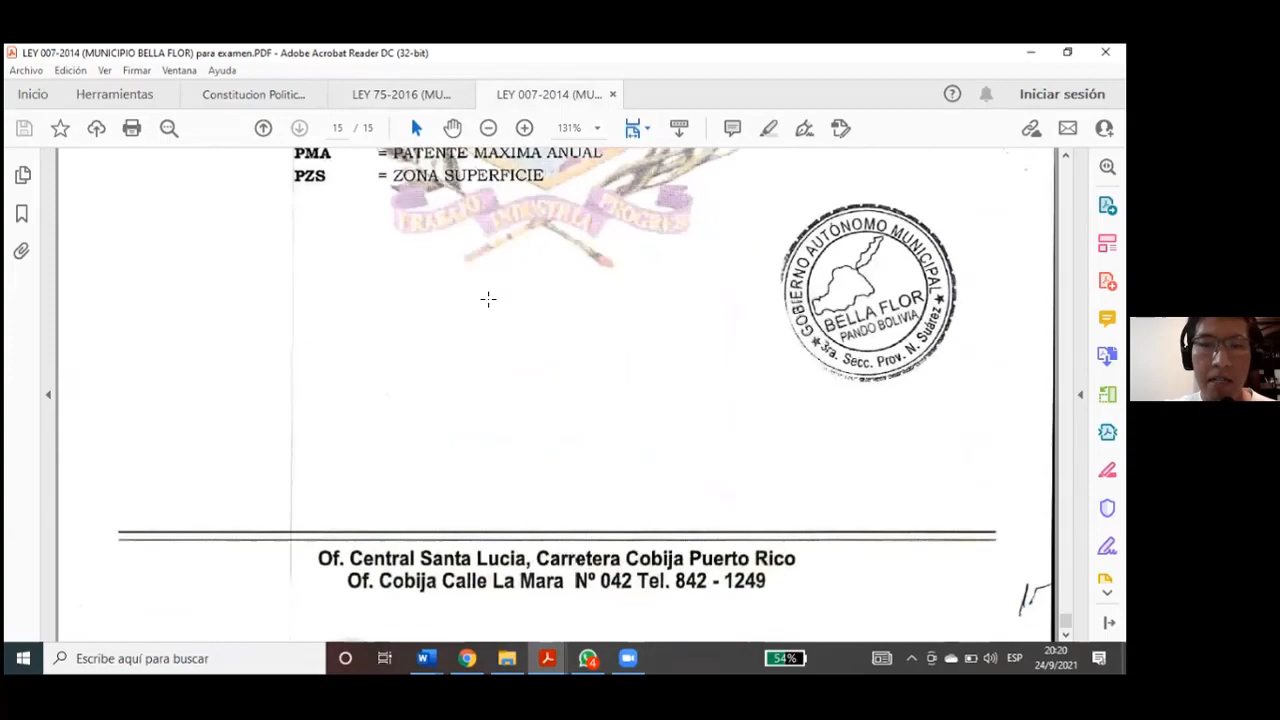 LEY 007-2014 (MUNICIPIO BELLA FLOR) para examen.PDF - Adobe Acrobat Reader DC (32-bit)
Archivo Edición Ver Firmar Ventana Ayuda
Inicio Herramientas Constitucion Politic... LEY 75-2016 (MU... LEY 007-2014 (MU... × Iniciar sesión
15 / 15 131%
PMA = PATENTE MAXIMA ANUAL
PZS = ZONA SUPERFICIE
TRABAJO
PROGRESO
GOBIERNO AUTÓNOMO MUNICIPAL
BELLA FLOR
PANDO BOLIVIA
3ra. Secc. Prov. N. Suárez
Of. Central Santa Lucia, Carretera Cobija Puerto Rico
Of. Cobija Calle La Mara Nº 042 Tel. 842 - 1249
15
Escribe aquí para buscar
4
54%
ESP
20:20
24/9/2021